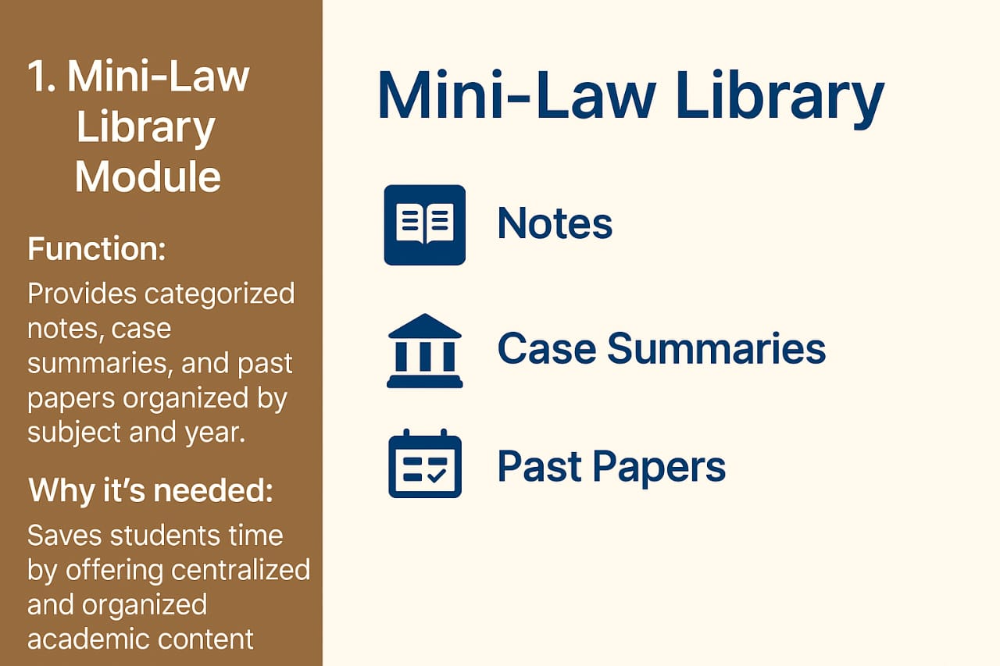 1. Mini-Law
Library
Module
Function:
Provides categorized
notes, case
summaries, and past
papers organized by
subject and year.
Why it’s needed:
Saves students time
by offering centralized
and organized
academic content
Mini-Law Library
Notes
Case Summaries
Past Papers